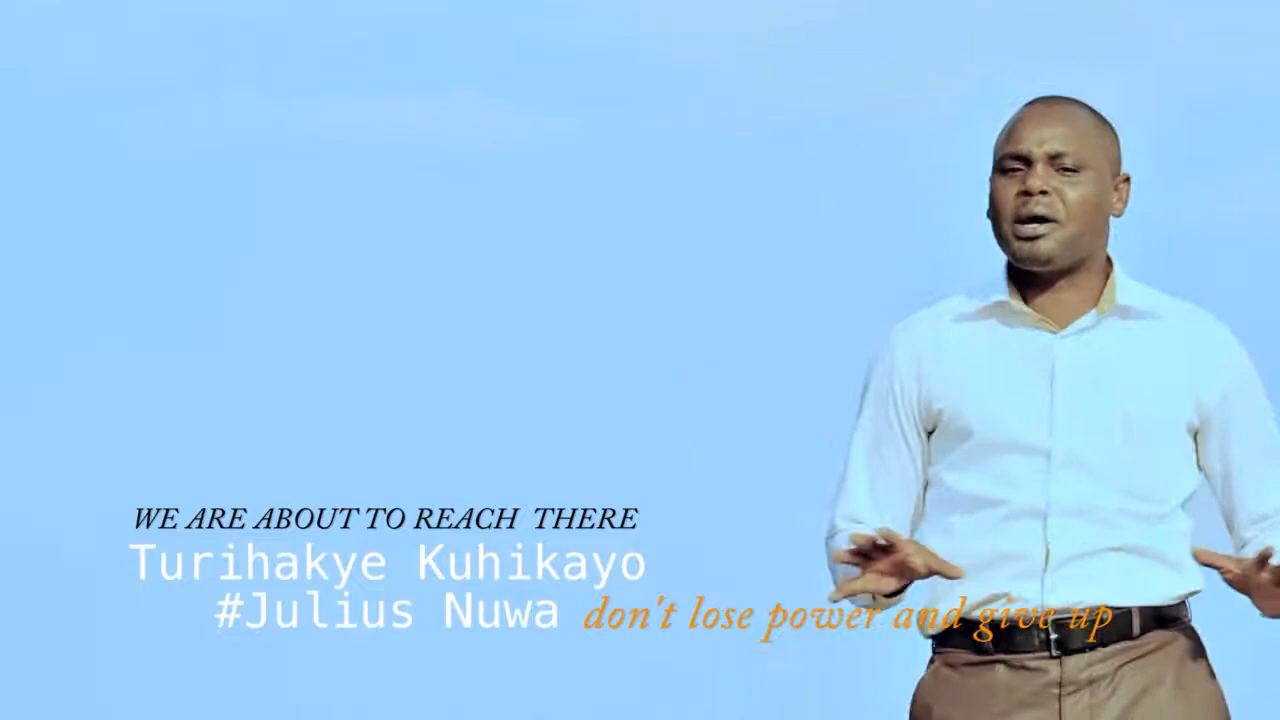 WE ARE ABOUT TO REACH THERE
Turihakye Kuhikayo
#Julius Nuwa don't lose power and give up